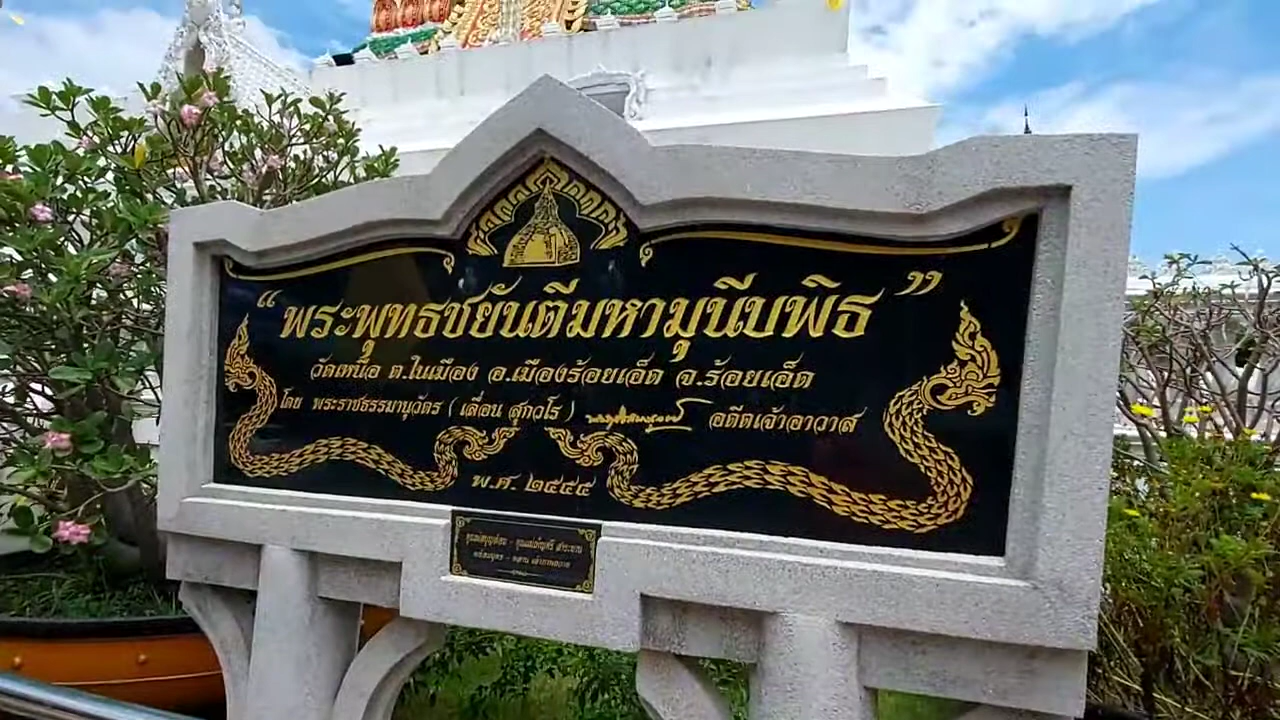 “ พระพุทธชยันตีมหามุนีบพิธ ”
วัดเหนือ ต.ในเมือง อ.เมืองร้อยเอ็ด จ.ร้อยเอ็ด
โดย พระราชธรรมานุวัตร ( เลื่อน สุกวโร ) อดีตเจ้าอาวาส
พ.ศ. ๒๕๕๔